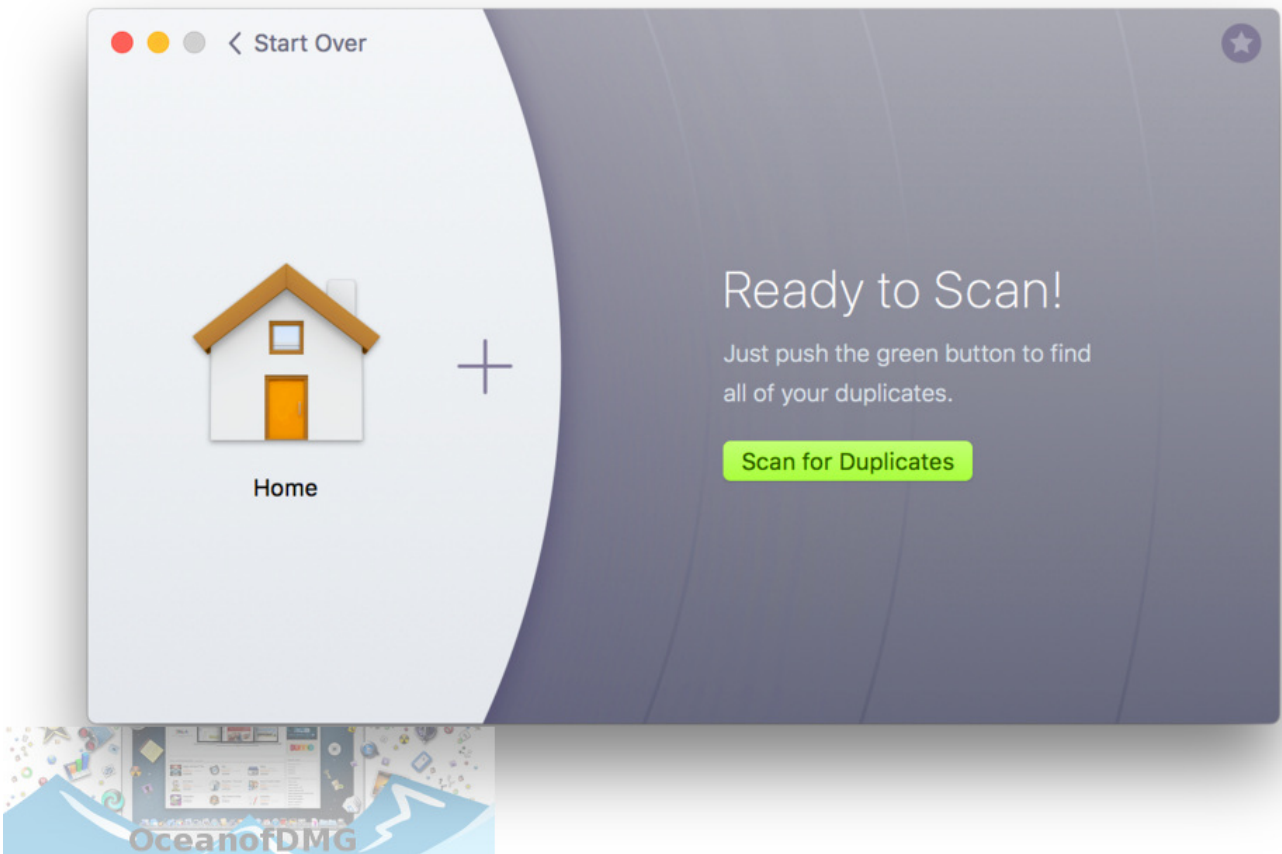 Start Over
Ready to Scan!
Just push the green button to find
all of your duplicates.
Scan for Duplicates
Home
OceanofDMG